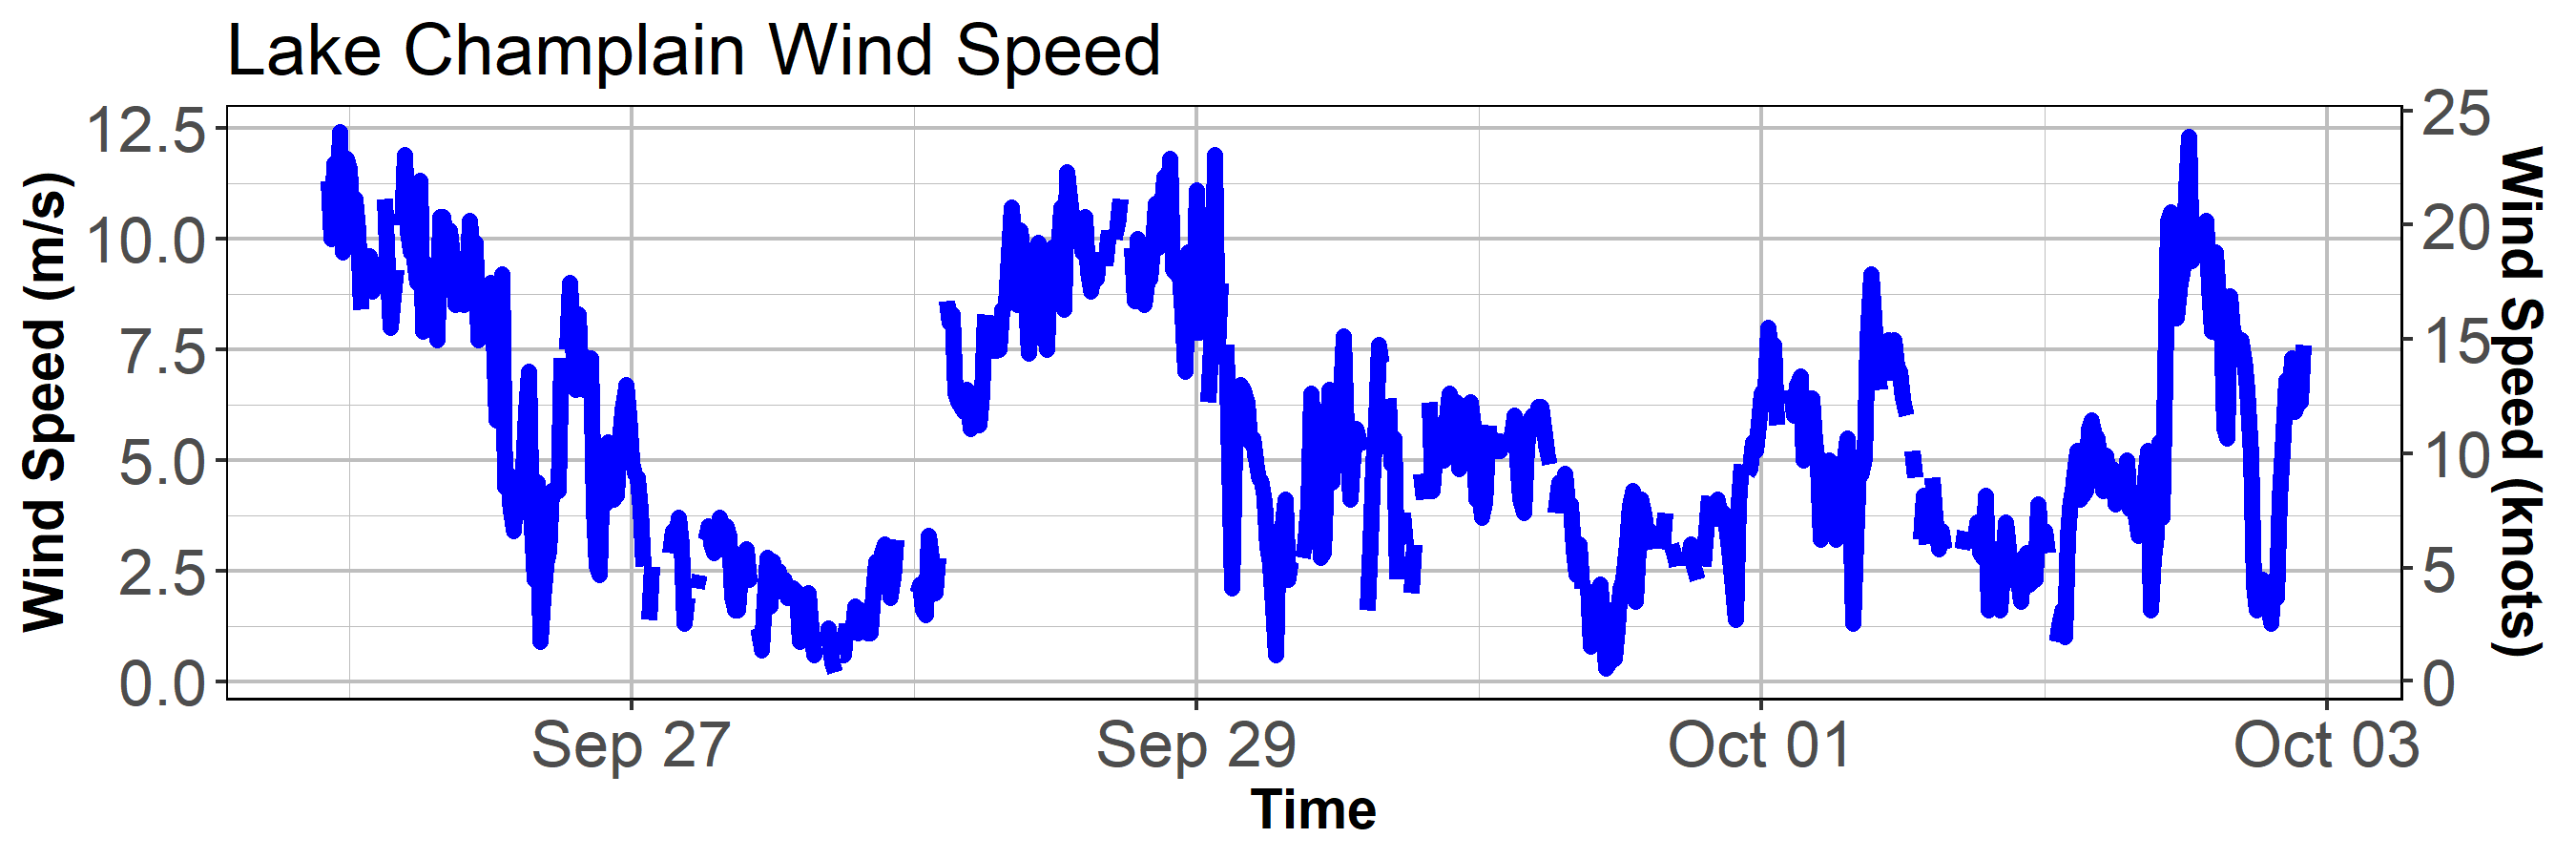 Lake Champlain Wind Speed
Wind Speed (m/s)
12.5
10.0
7.5
5.0
2.5
0.0
25
20
15
10
5
0
Wind Speed (knots)
Sep 27
Sep 29
Oct 01
Oct 03
Time